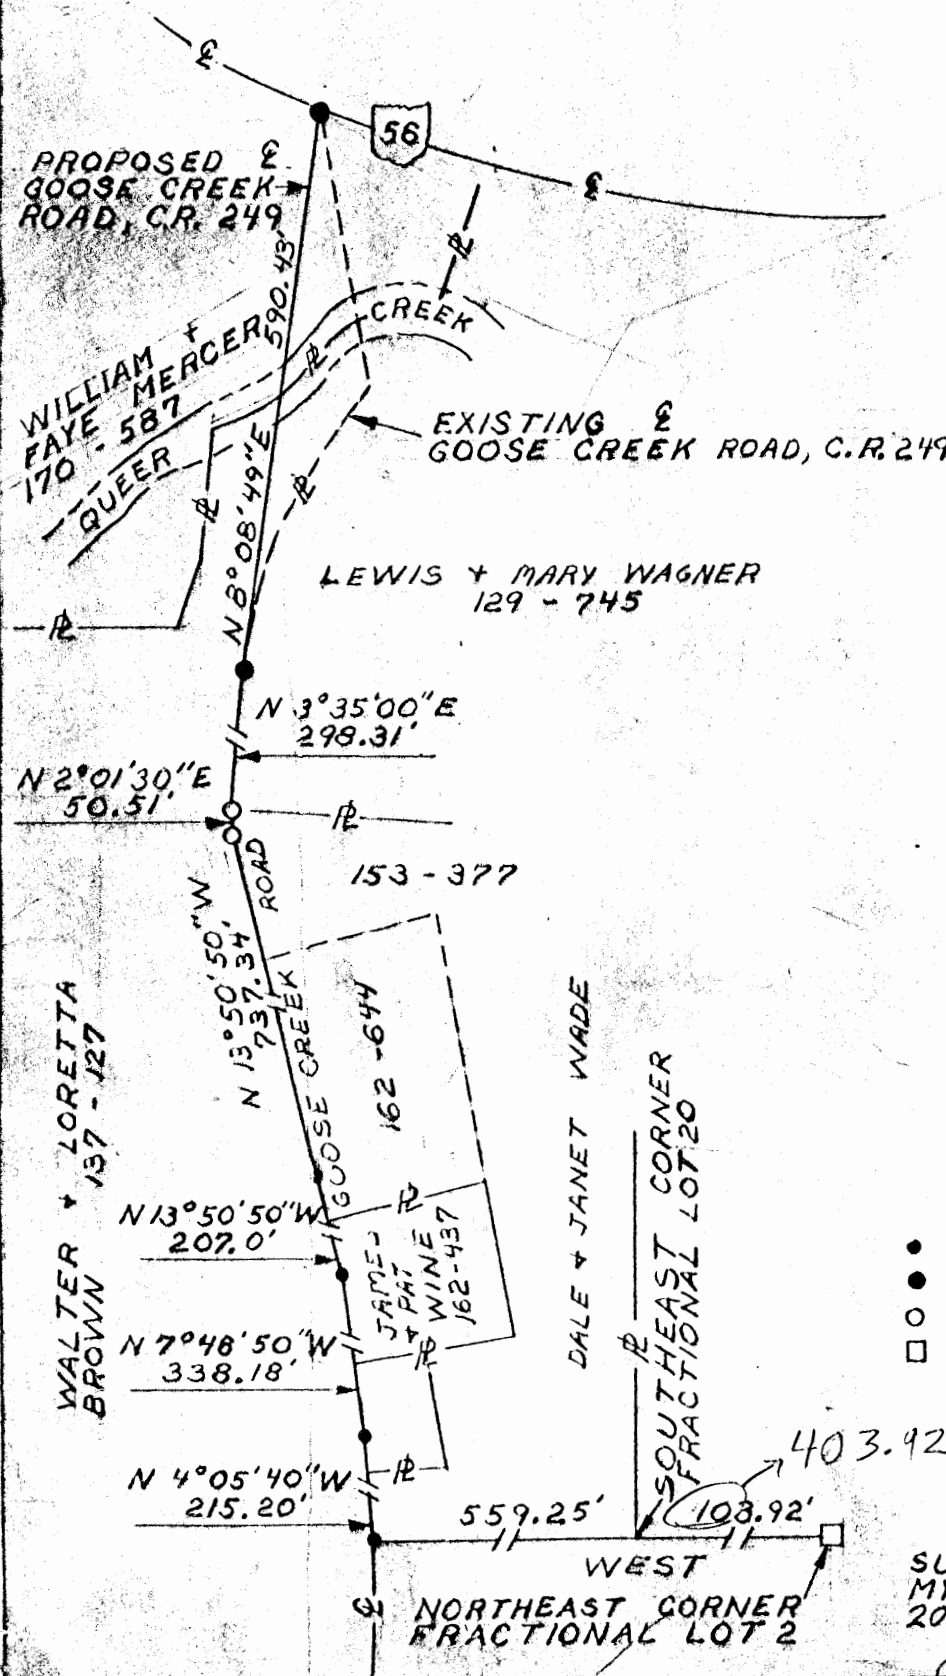 ℄
56
℄
PROPOSED ℄
GOOSE CREEK
ROAD, C.R. 249
590.43'
N 8°08'49"E
℄
CREEK
WILLIAM +
FAYE MERCER
170 - 587
QUEER
EXISTING ℄
GOOSE CREEK ROAD, C.R. 249
LEWIS + MARY WAGNER
129 - 745
N 3°35'00"E
298.31'
N 2°01'30"E
50.51'
153 - 377
N 13°50'50"W
737.34'
GOOSE CREEK ROAD
162 - 644
WALTER + LORETTA
BROWN 137 - 127
DALE + JANET WADE
SOUTHEAST CORNER
FRACTIONAL LOT 20
N 13°50'50"W
207.0'
JAMES
+ PAT
WINE
162-437
N 7°48'50"W
338.18'
N 4°05'40"W
215.20'
403.92
559.25'
103.92'
WEST
℄
NORTHEAST CORNER
FRACTIONAL LOT 2
SU
MY
20